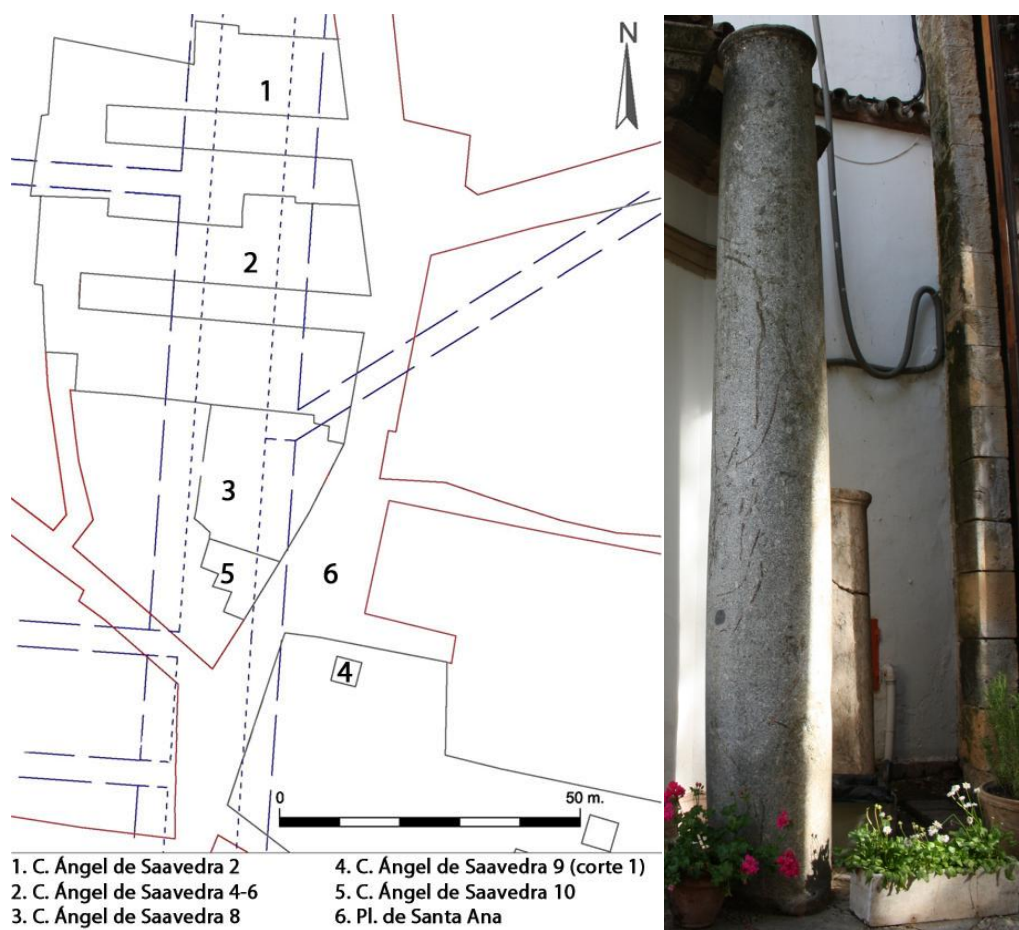 N
1
2
3
5
6
4
0 50 m.
1. C. Ángel de Saavedra 2
2. C. Ángel de Saavedra 4-6
3. C. Ángel de Saavedra 8
4. C. Ángel de Saavedra 9 (corte 1)
5. C. Ángel de Saavedra 10
6. Pl. de Santa Ana